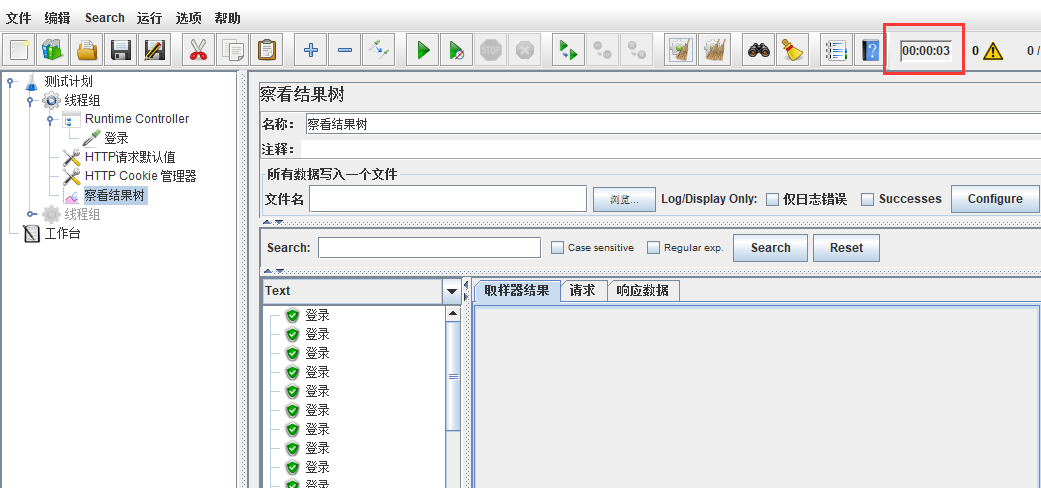 文件 编辑 Search 运行 选项 帮助
STOP 00:00:03 0 0 /
测试计划
线程组
Runtime Controller
登录
HTTP请求默认值
HTTP Cookie 管理器
察看结果树
线程组
工作台
察看结果树
名称: 察看结果树
注释:
所有数据写入一个文件
文件名 浏览... Log/Display Only: 仅日志错误 Successes Configure
Search: Case sensitive Regular exp. Search Reset
Text 取样器结果 请求 响应数据
登录
登录
登录
登录
登录
登录
登录
登录
登录
登录